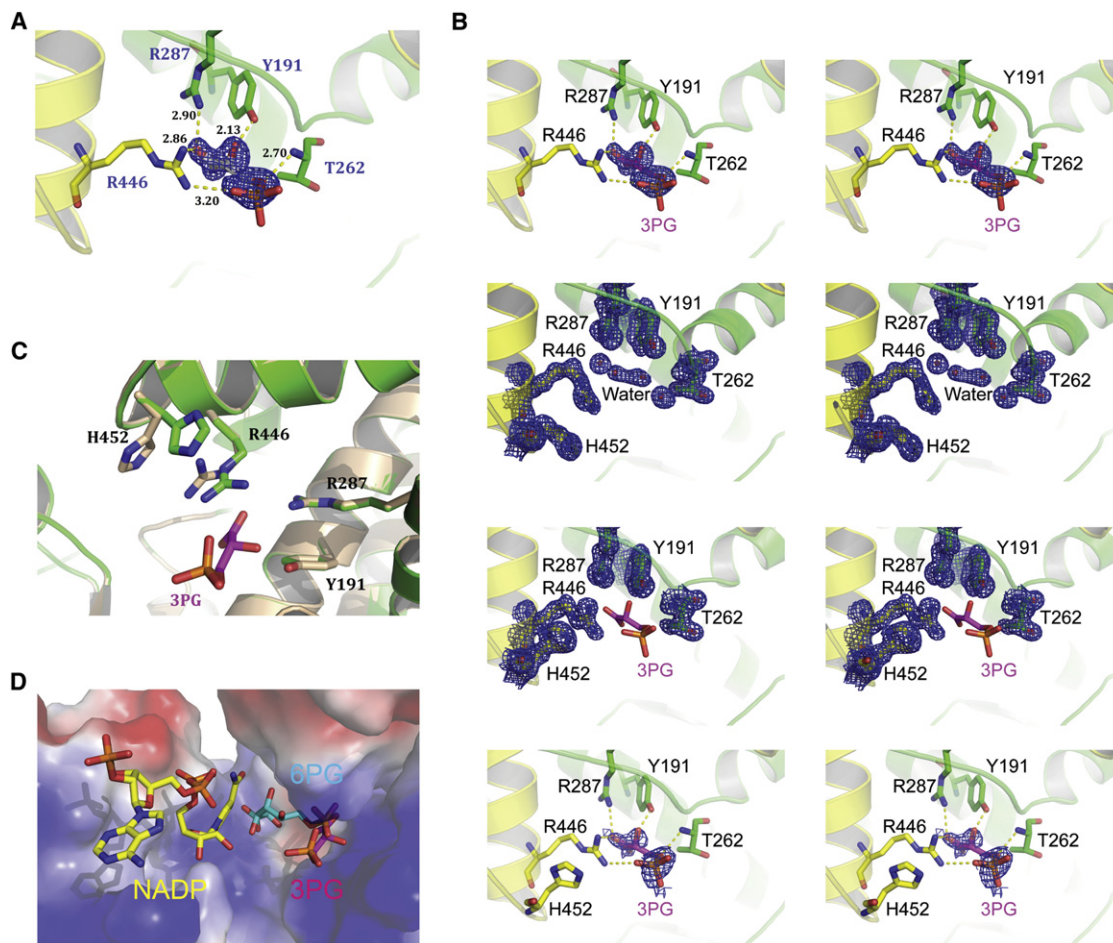 A
R287
Y191
2.90
2.86
2.13
2.70
R446
T262
3.20
B
Y191
R287
R446
T262
3PG
Y191
R287
R446
T262
3PG
Y191
R287
R446
T262
Water
H452
Y191
R287
R446
T262
Water
H452
C
H452
R446
R287
Y191
3PG
Y191
R287
R446
T262
3PG
H452
Y191
R287
R446
T262
3PG
H452
D
6PG
NADP
3PG
Y191
R287
R446
T262
H452
3PG
Y191
R287
R446
T262
H452
3PG